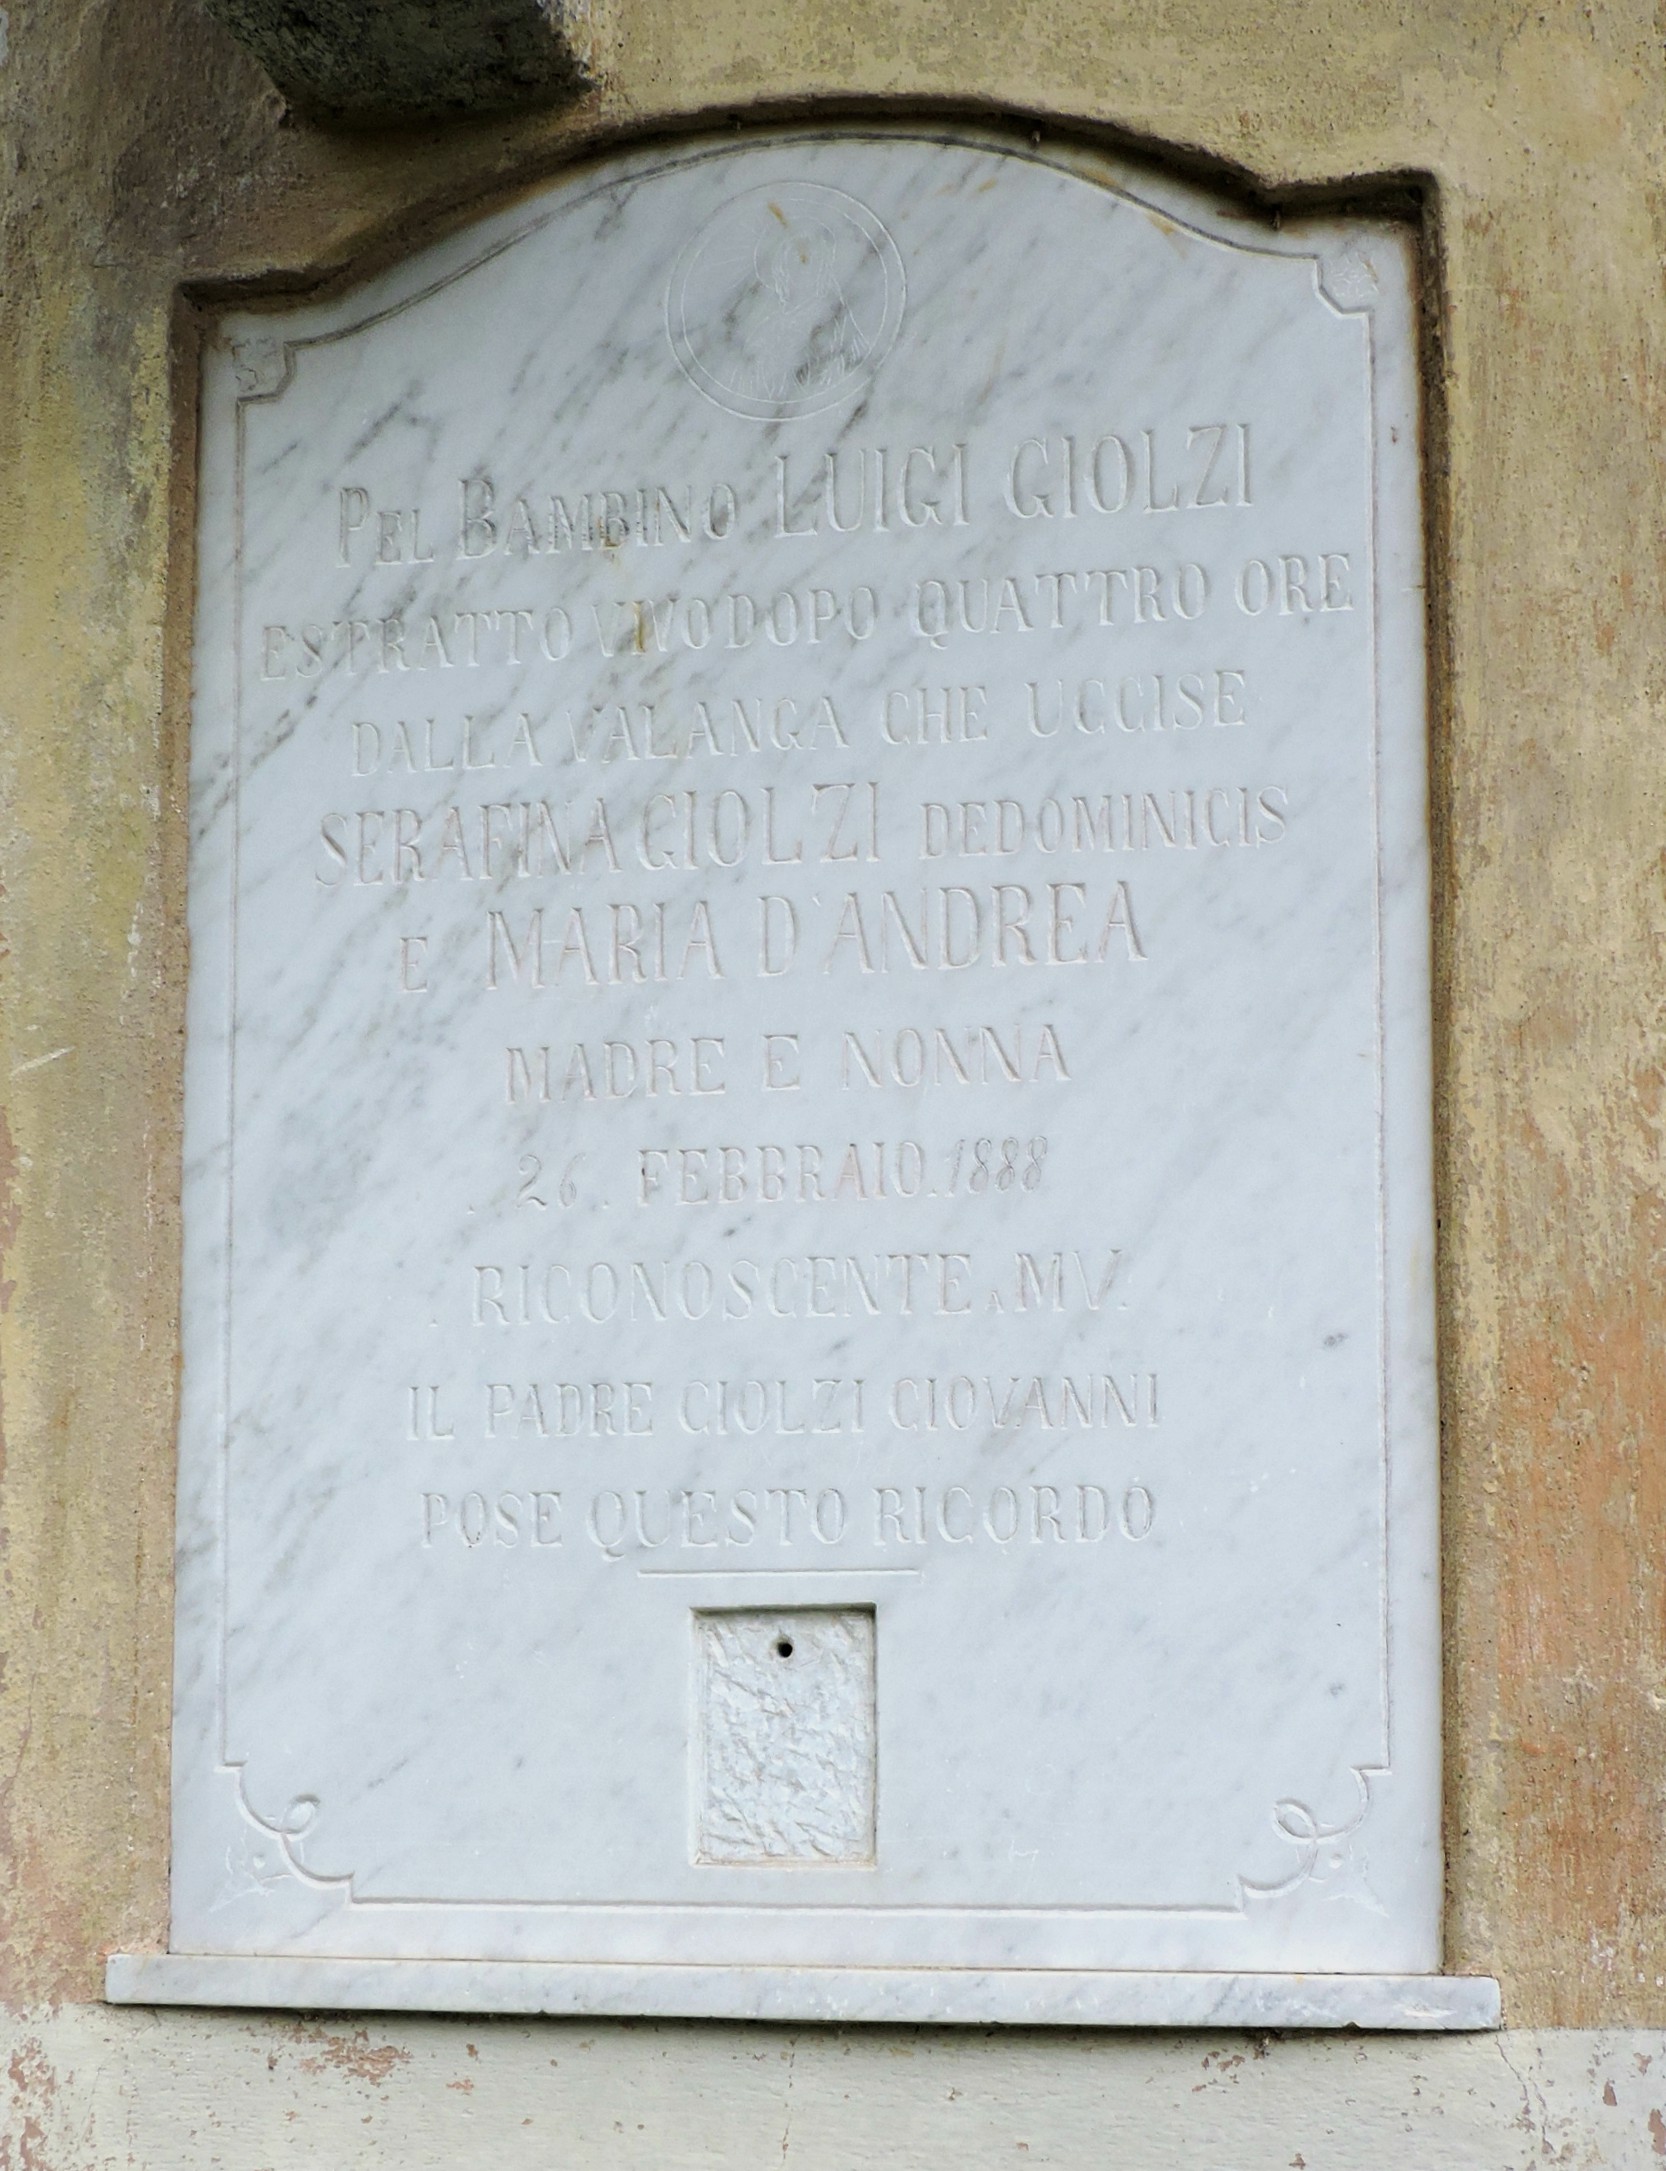 PEL BAMBINO LUIGI GIOLZI
ESTRATTO VIVO DOPO QUATTRO ORE
DALLA VALANGA CHE UCCISE
SERAFINA GIOLZI DEDOMINICIS
E MARIA D'ANDREA
MADRE E NONNA
. 26 . FEBBRAIO . 1888
. RICONOSCENTE A M V.
IL PADRE GIOLZI GIOVANNI
POSE QUESTO RICORDO